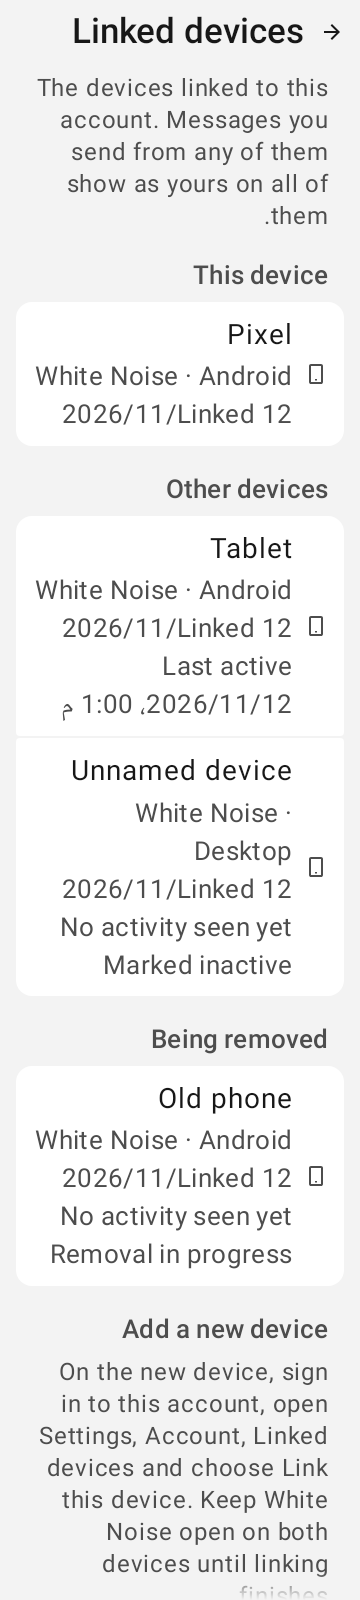 Linked devices
The devices linked to this
account. Messages you
send from any of them
show as yours on all of
.them
This device
Pixel
White Noise · Android
2026/11/Linked 12
Other devices
Tablet
White Noise · Android
2026/11/Linked 12
Last active
2026/11/12، 1:00 م
Unnamed device
White Noise ·
Desktop
2026/11/Linked 12
No activity seen yet
Marked inactive
Being removed
Old phone
White Noise · Android
2026/11/Linked 12
No activity seen yet
Removal in progress
Add a new device
On the new device, sign
in to this account, open
Settings, Account, Linked
devices and choose Link
this device. Keep White
Noise open on both
devices until linking
finishes